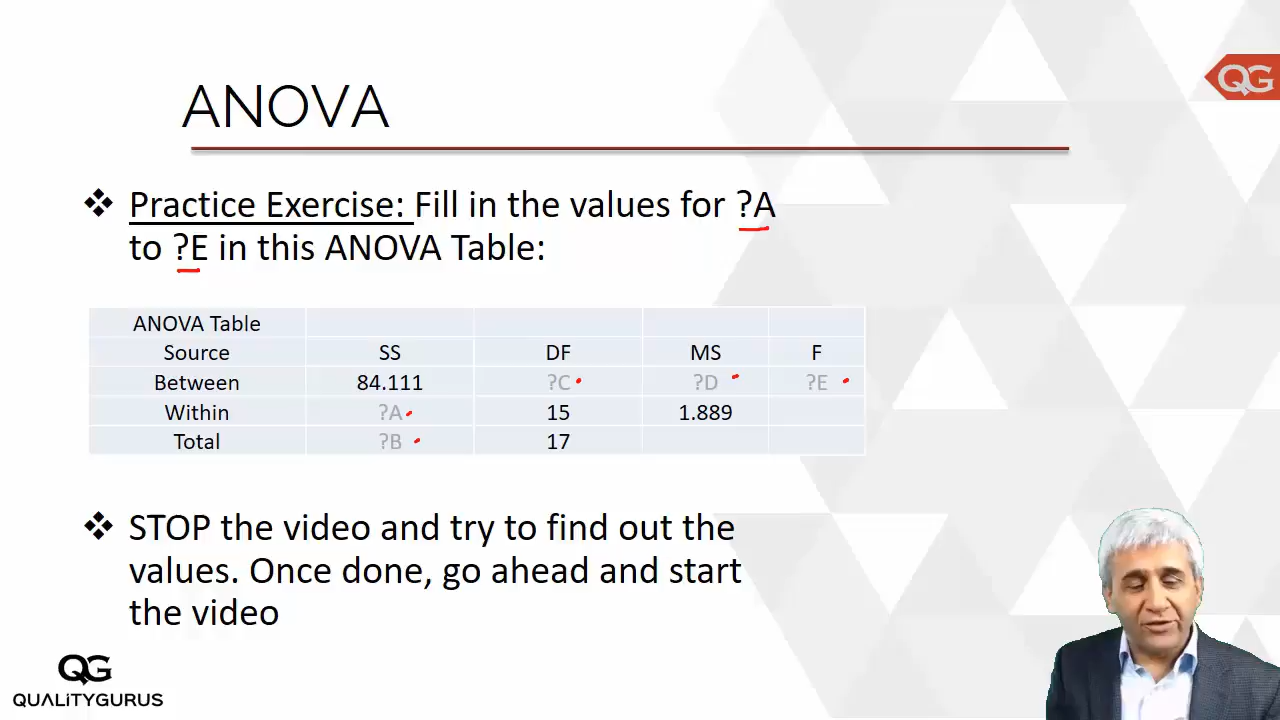 QG
ANOVA
❖ Practice Exercise: Fill in the values for ?A
to ?E in this ANOVA Table:
ANOVA Table
Source SS DF MS F
Between 84.111 ?C ?D ?E
Within ?A 15 1.889
Total ?B 17
❖ STOP the video and try to find out the
values. Once done, go ahead and start
the video
QG
QUALiTYGURUS